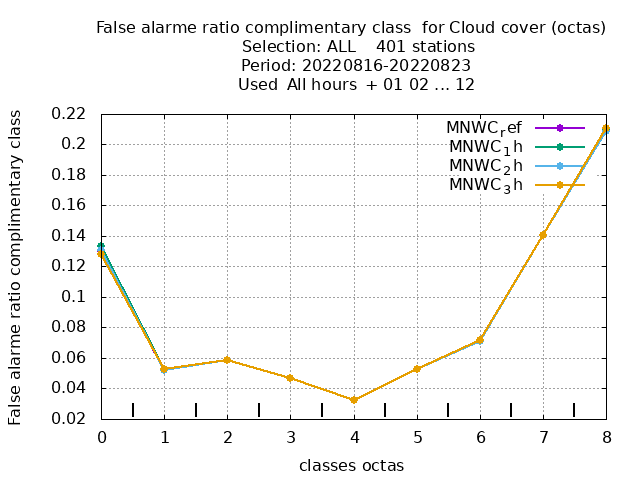 False alarme ratio complimentary class  for Cloud cover (octas)
Selection: ALL    401 stations
Period: 20220816-20220823
Used  All hours  + 01 02 ... 12
False alarme ratio complimentary class
0.22
0.2
0.18
0.16
0.14
0.12
0.1
0.08
0.06
0.04
0.02
MNWC_ref
MNWC_1h
MNWC_2h
MNWC_3h
0 1 2 3 4 5 6 7 8
classes octas